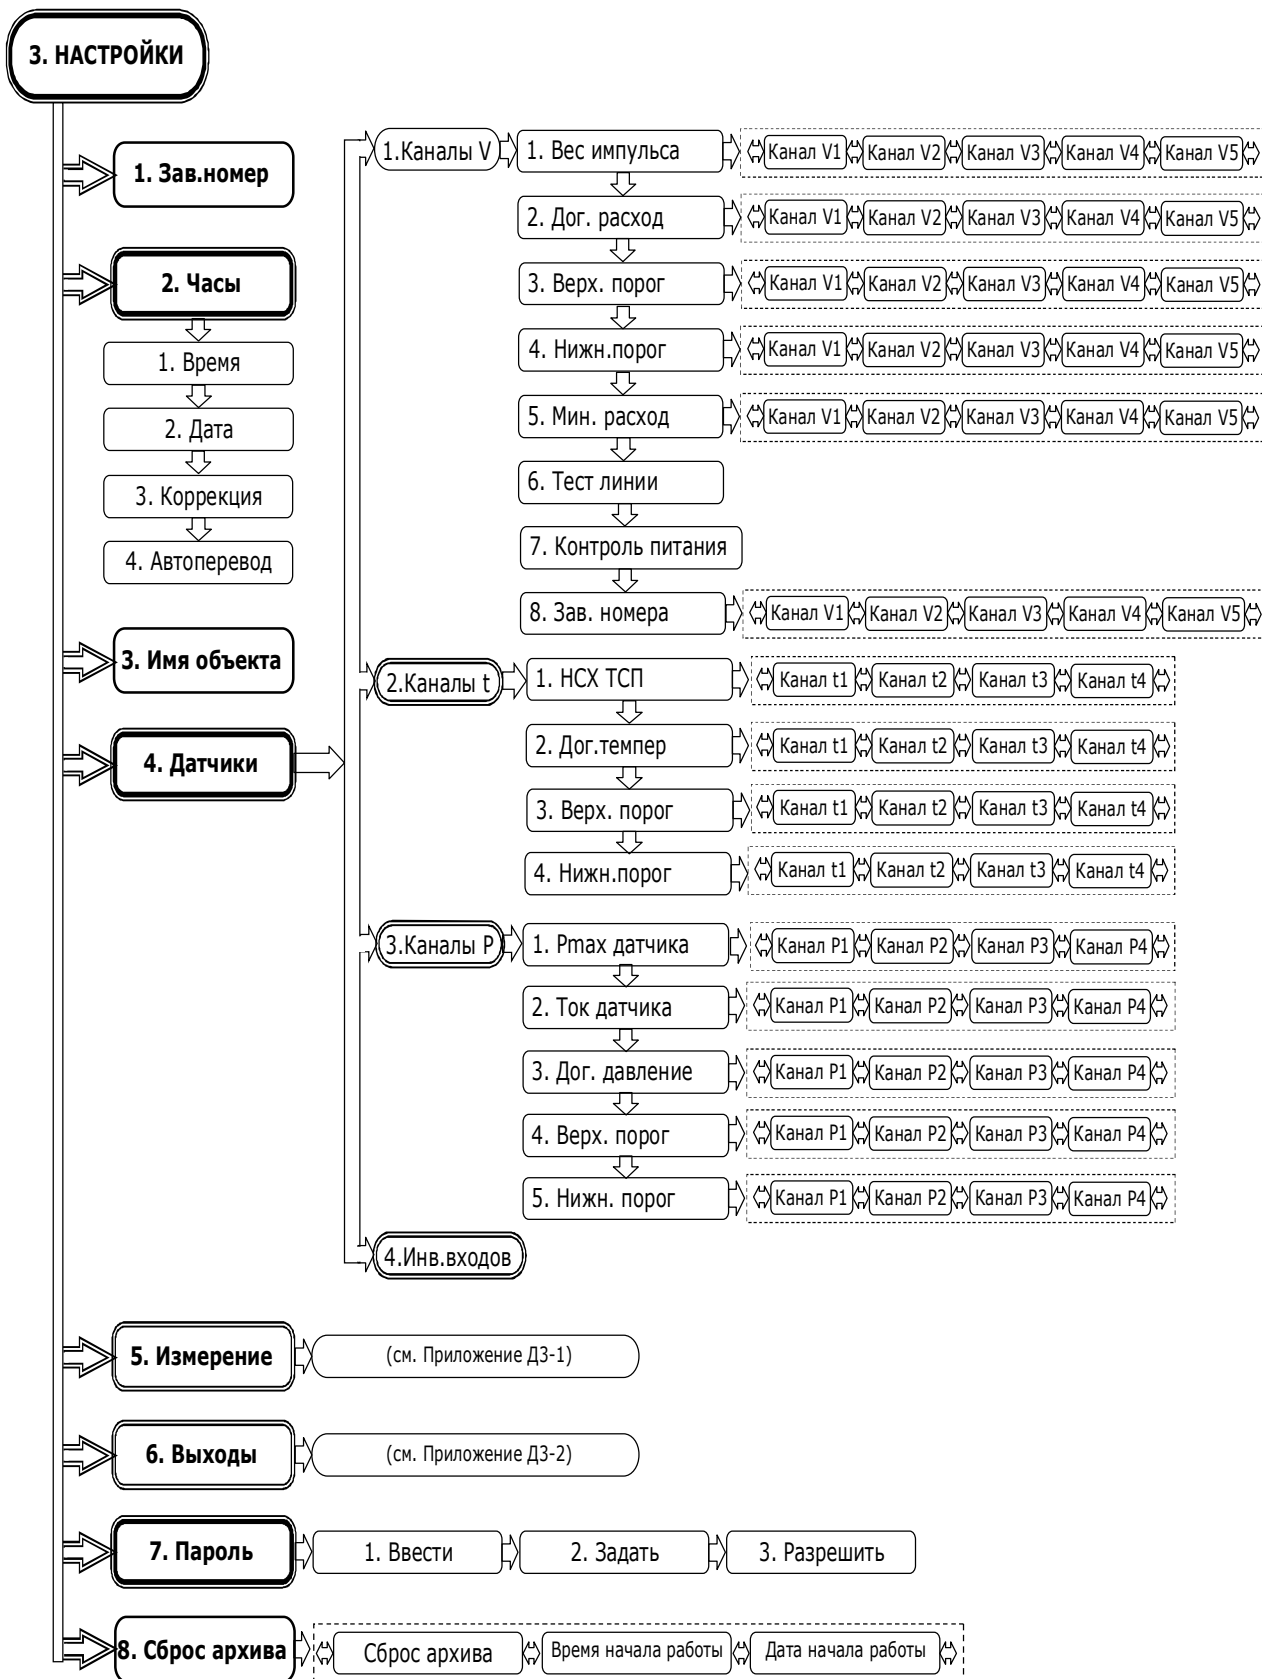 3. НАСТРОЙКИ
1. Зав.номер
2. Часы
1. Время
2. Дата
3. Коррекция
4. Автоперевод
3. Имя объекта
4. Датчики
1.Каналы V
1. Вес импульса
Канал V1 Канал V2 Канал V3 Канал V4 Канал V5
2. Дог. расход
Канал V1 Канал V2 Канал V3 Канал V4 Канал V5
3. Верх. порог
Канал V1 Канал V2 Канал V3 Канал V4 Канал V5
4. Нижн.порог
Канал V1 Канал V2 Канал V3 Канал V4 Канал V5
5. Мин. расход
Канал V1 Канал V2 Канал V3 Канал V4 Канал V5
6. Тест линии
7. Контроль питания
8. Зав. номера
Канал V1 Канал V2 Канал V3 Канал V4 Канал V5
2.Каналы t
1. НСХ ТСП
Канал t1 Канал t2 Канал t3 Канал t4
2. Дог.темпер
Канал t1 Канал t2 Канал t3 Канал t4
3. Верх. порог
Канал t1 Канал t2 Канал t3 Канал t4
4. Нижн.порог
Канал t1 Канал t2 Канал t3 Канал t4
3.Каналы P
1. Pmax датчика
Канал P1 Канал P2 Канал P3 Канал P4
2. Ток датчика
Канал P1 Канал P2 Канал P3 Канал P4
3. Дог. давление
Канал P1 Канал P2 Канал P3 Канал P4
4. Верх. порог
Канал P1 Канал P2 Канал P3 Канал P4
5. Нижн. порог
Канал P1 Канал P2 Канал P3 Канал P4
4.Инв.входов
5. Измерение
(см. Приложение Д3-1)
6. Выходы
(см. Приложение Д3-2)
7. Пароль
1. Ввести
2. Задать
3. Разрешить
8. Сброс архива
Сброс архива
Время начала работы
Дата начала работы